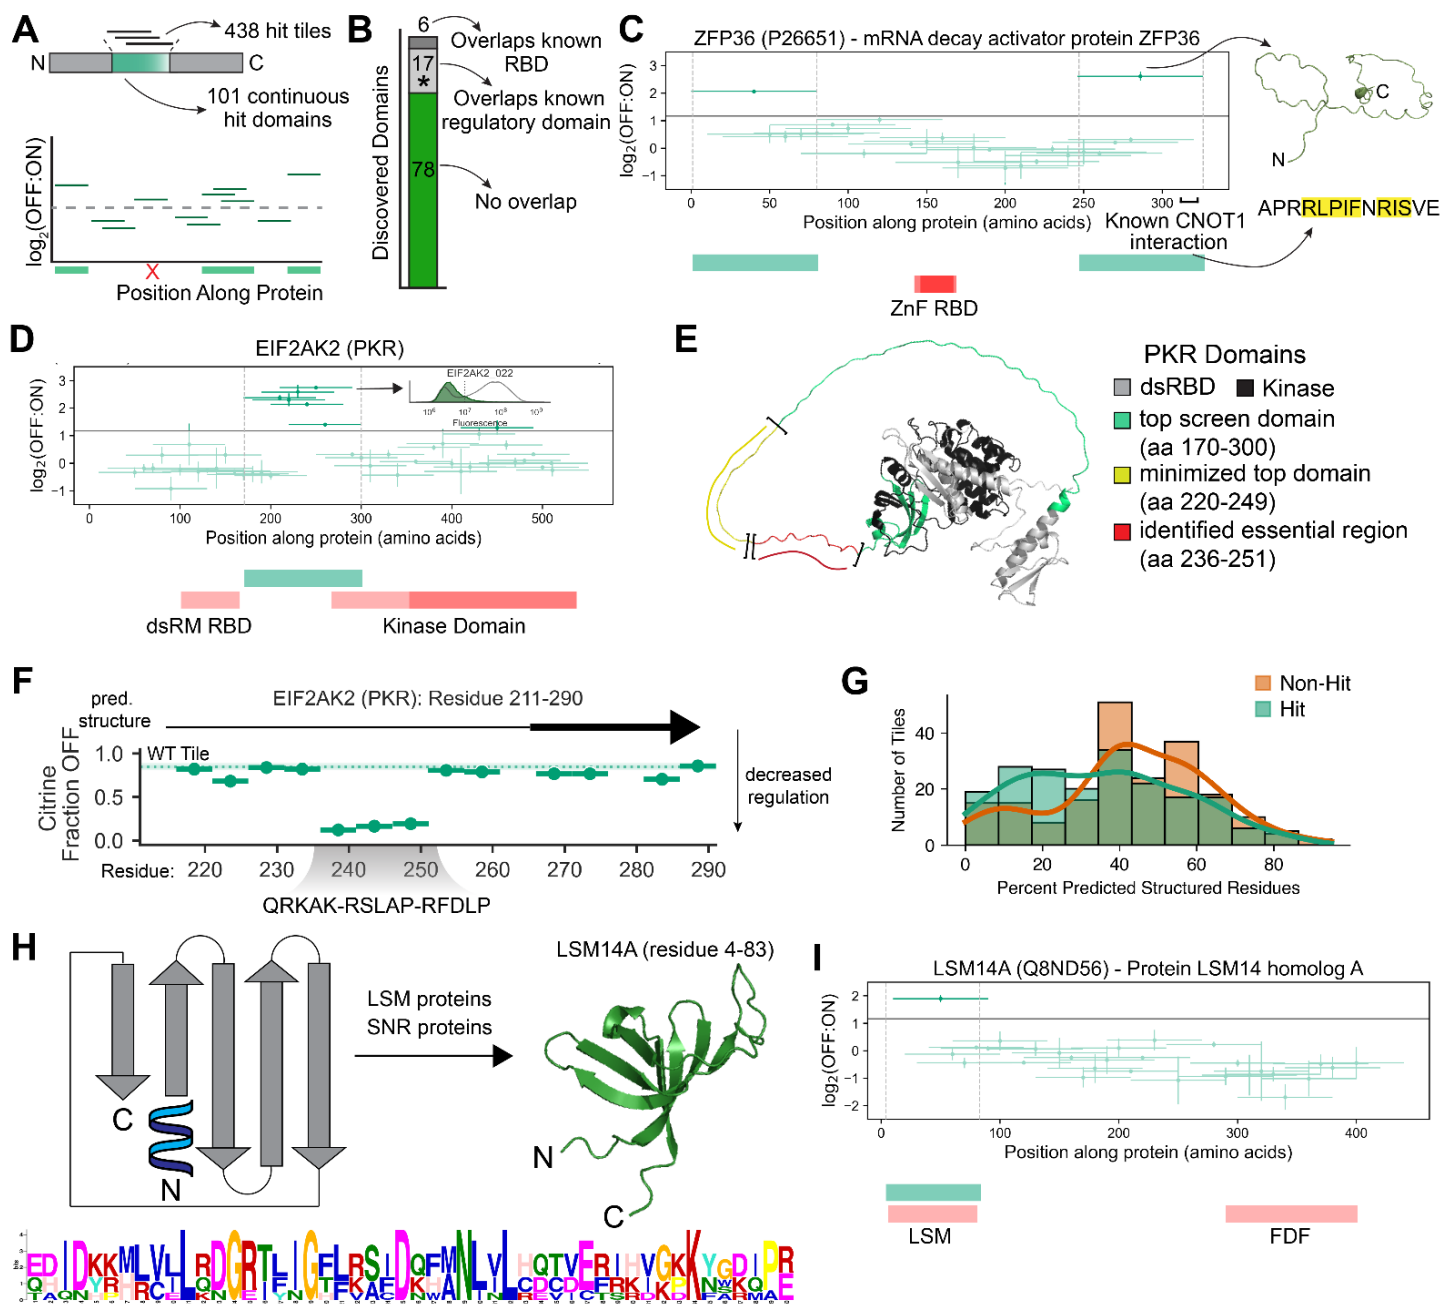 A
438 hit tiles
N
C
101 continuous
hit domains
log2(OFF:ON)
X
Position Along Protein
B
6
Overlaps known
RBD
17
*
Overlaps known
regulatory domain
78
No overlap
Discovered Domains
C
ZFP36 (P26651) - mRNA decay activator protein ZFP36
3
2
1
0
−1
log2(OFF:ON)
0
50
100
150
200
250
300
Position along protein (amino acids)
Known CNOT1
interaction
ZnF RBD
C
N
APRRLPIFNRISVE
D
EIF2AK2 (PKR)
3
2
1
0
−1
log2(OFF:ON)
EIF2AK2_022
10⁶
10⁷
10⁸
10⁹
Fluorescence
0
100
200
300
400
500
Position along protein (amino acids)
dsRM RBD
Kinase Domain
E
PKR Domains
dsRBD
Kinase
top screen domain
(aa 170-300)
minimized top domain
(aa 220-249)
identified essential region
(aa 236-251)
F
pred.
structure
EIF2AK2 (PKR): Residue 211-290
WT Tile
1.0
0.5
0.0
Citrine
Fraction OFF
decreased
regulation
Residue:
220
230
240
250
260
270
280
290
QRKAK-RSLAP-RFDLP
G
Non-Hit
Hit
40
20
0
Number of Tiles
0
20
40
60
80
Percent Predicted Structured Residues
H
C
N
LSM proteins
SNR proteins
LSM14A (residue 4-83)
N
C
EDIDKKMLVLLRDGRTLIGFLRSIDQFMNLVLHQTVERIHVGKKYGDIPR
I
LSM14A (Q8ND56) - Protein LSM14 homolog A
2
1
0
−1
−2
log2(OFF:ON)
0
100
200
300
400
Position along protein (amino acids)
LSM
FDF